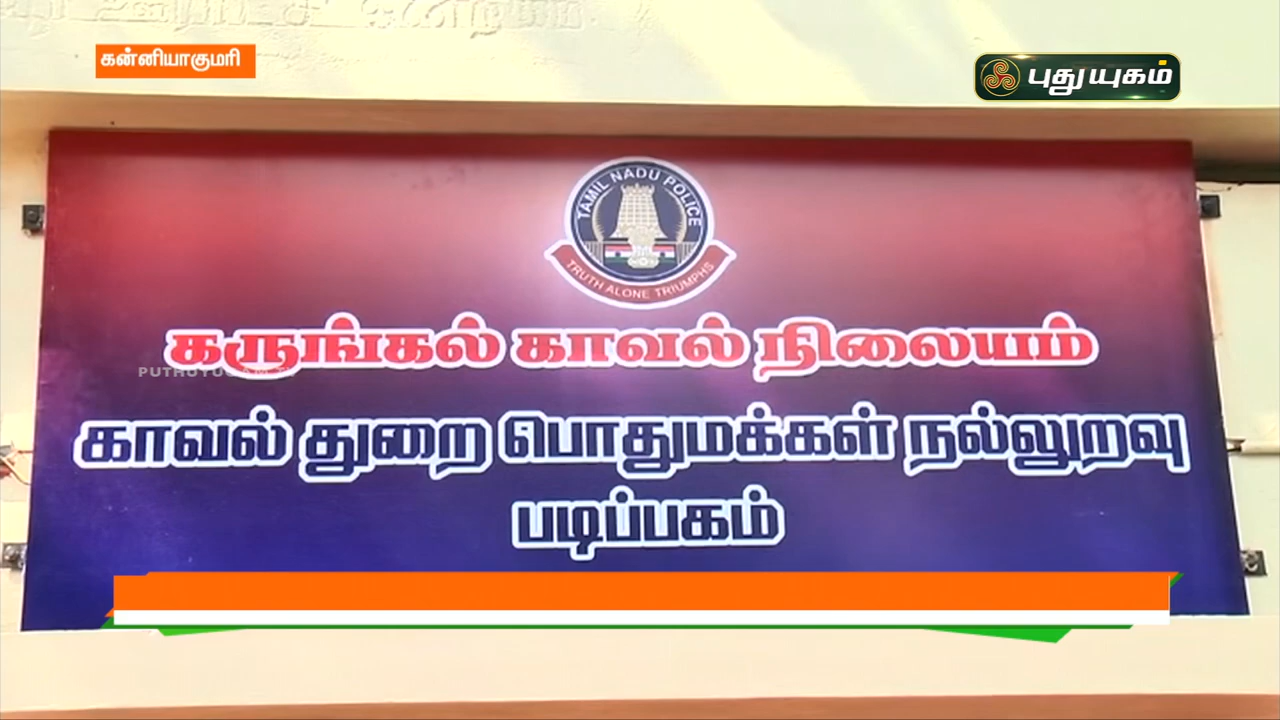 கன்னியாகுமரி
புதுயுகம்
TAMIL NADU POLICE
TRUTH ALONE TRIUMPHS
கருங்கல் காவல் நிலையம்
காவல் துறை பொதுமக்கள் நல்லுறவு
படிப்பகம்